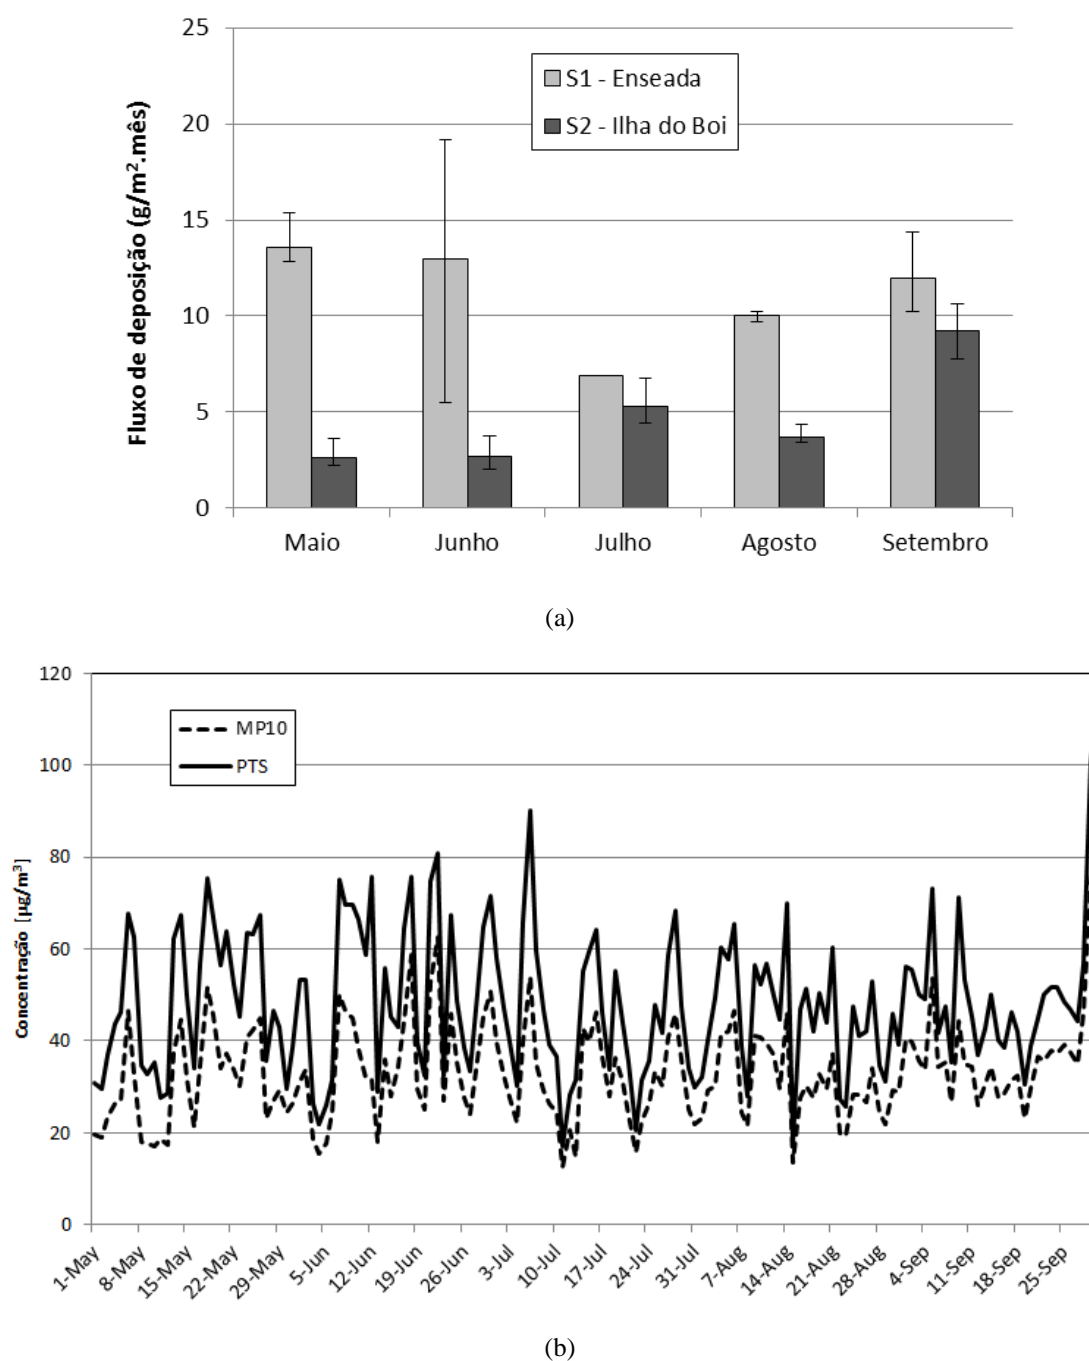 25
20
15
10
5
0
Fluxo de deposição (g/m².mês)
S1 - Enseada
S2 - Ilha do Boi
Maio Junho Julho Agosto Setembro
(a)
120
100
80
60
40
20
0
Concentração [µg/m³]
MP10
PTS
1-May 8-May 15-May 22-May 29-May 5-Jun 12-Jun 19-Jun 26-Jun 3-Jul 10-Jul 17-Jul 24-Jul 31-Jul 7-Aug 14-Aug 21-Aug 28-Aug 4-Sep 11-Sep 18-Sep 25-Sep
(b)